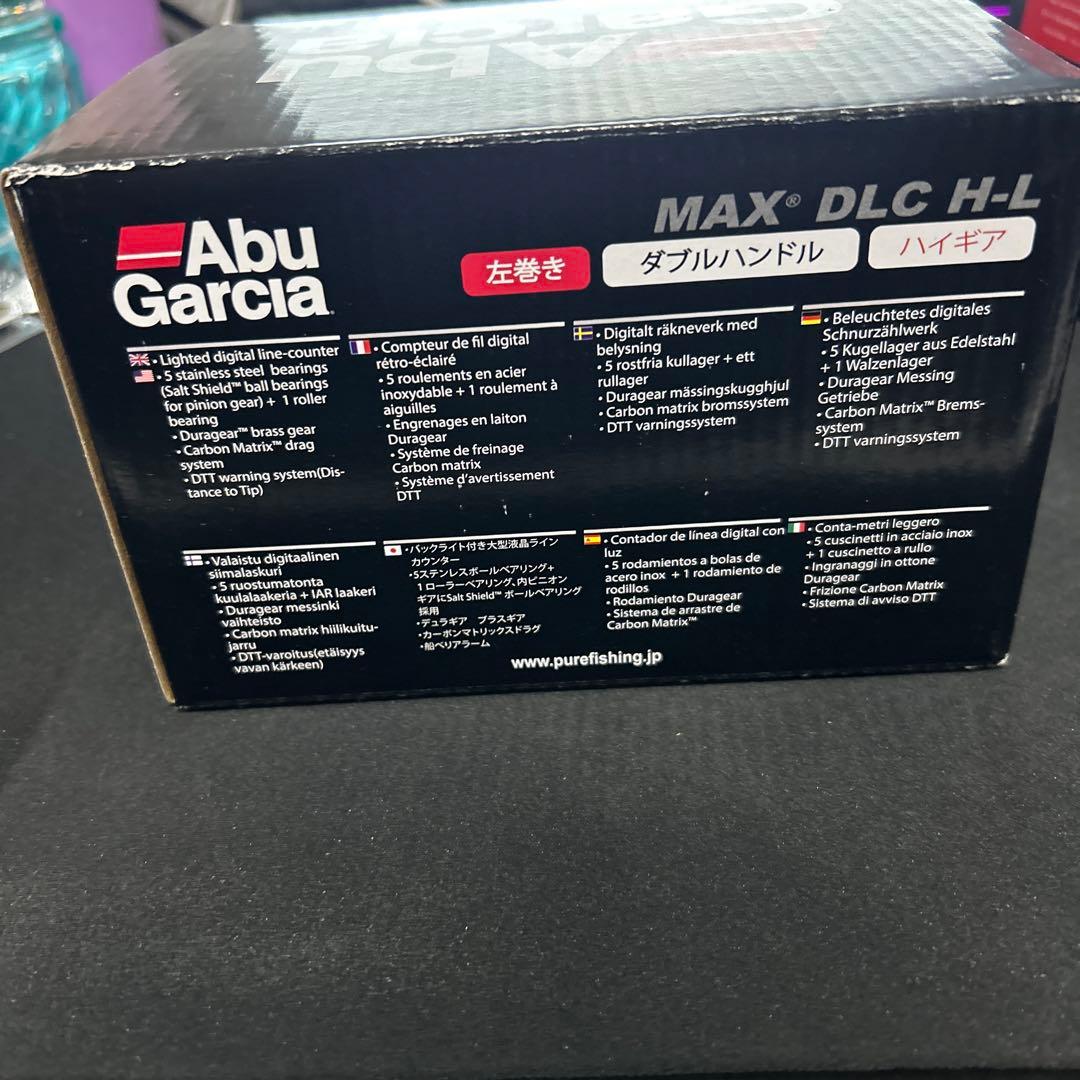 Abu
Garcia
Abu
Garcia
MAX® DLC H-L
左巻き
ダブルハンドル
ハイギア
• Lighted digital line-counter
• 5 stainless steel bearings
(Salt Shield™ ball bearings
for pinion gear) + 1 roller
bearing
• Duragear™ brass gear
• Carbon Matrix™ drag
system
• DTT warning system(Dis-
tance to Tip)
• Compteur de fil digital
rétro-éclairé
• 5 roulements en acier
inoxydable + 1 roulement à
aiguilles
• Engrenages en laiton
Duragear
• Système de freinage
Carbon matrix
• Système d'avertissement
DTT
• Digitalt räkneverk med
belysning
• 5 rostfria kullager + ett
rullager
• Duragear mässingskugghjul
• Carbon matrix bromssystem
• DTT varningssystem
• Beleuchtetes digitales
Schnurzählwerk
• 5 Kugellager aus Edelstahl
+ 1 Walzenlager
• Duragear Messing
Getriebe
• Carbon Matrix™ Brems-
system
• DTT varningssystem
• Valaistu digitaalinen
siimalaskuri
• 5 ruostumatonta
kuulalaakeria + IAR laakeri
• Duragear messinki
vaihteisto
• Carbon matrix hiilikuitu-
jarru
• DTT-varoitus(etäisyys
vavan kärkeen)
•バックライト付き大型液晶ライン
カウンター
•5ステンレスボールベアリング+
1ローラーベアリング、内ピニオン
ギアにSalt Shield™ ボールベアリング
採用
•デュラギア ブラスギア
•カーボンマトリックスドラグ
•船べリアラーム
• Contador de línea digital con
luz
• 5 rodamientos a bolas de
acero inox + 1 rodamiento de
rodillos
• Rodamiento Duragear
• Sistema de arrastre de
Carbon Matrix™
• Conta-metri leggero
• 5 cuscinetti in acciaio inox
+ 1 cuscinetto a rullo
• Ingranaggi in ottone
Duragear
• Frizione Carbon Matrix
• Sistema di avviso DTT
www.purefishing.jp